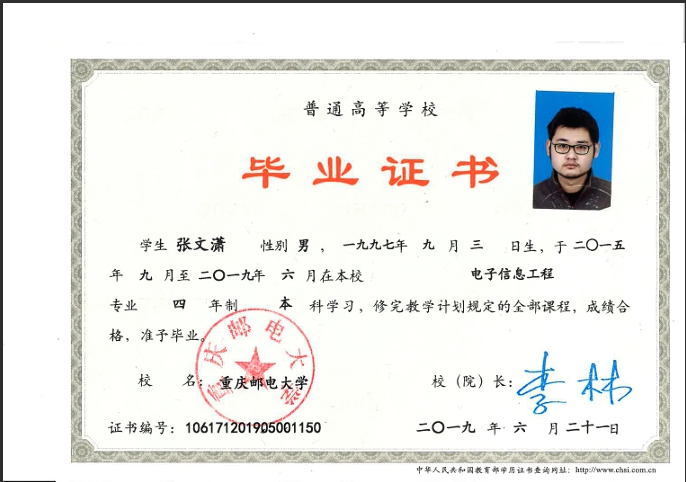 普通高等学校
毕业证书
学生 张文潇 性别 男 ，一九九七年 九 月 三 日生，于二〇一五
年 九 月至 二〇一九年 六 月在本校 电子信息工程
专业 四 年制 本 科学习，修完教学计划规定的全部课程，成绩合
格，准予毕业。
校 名：重庆邮电大学 校（院）长：李林
重庆邮电大学
证书编号：106171201905001150 二〇一九 年 六 月 二十一日
中华人民共和国教育部学历证书查询网址：http://www.chsi.com.cn